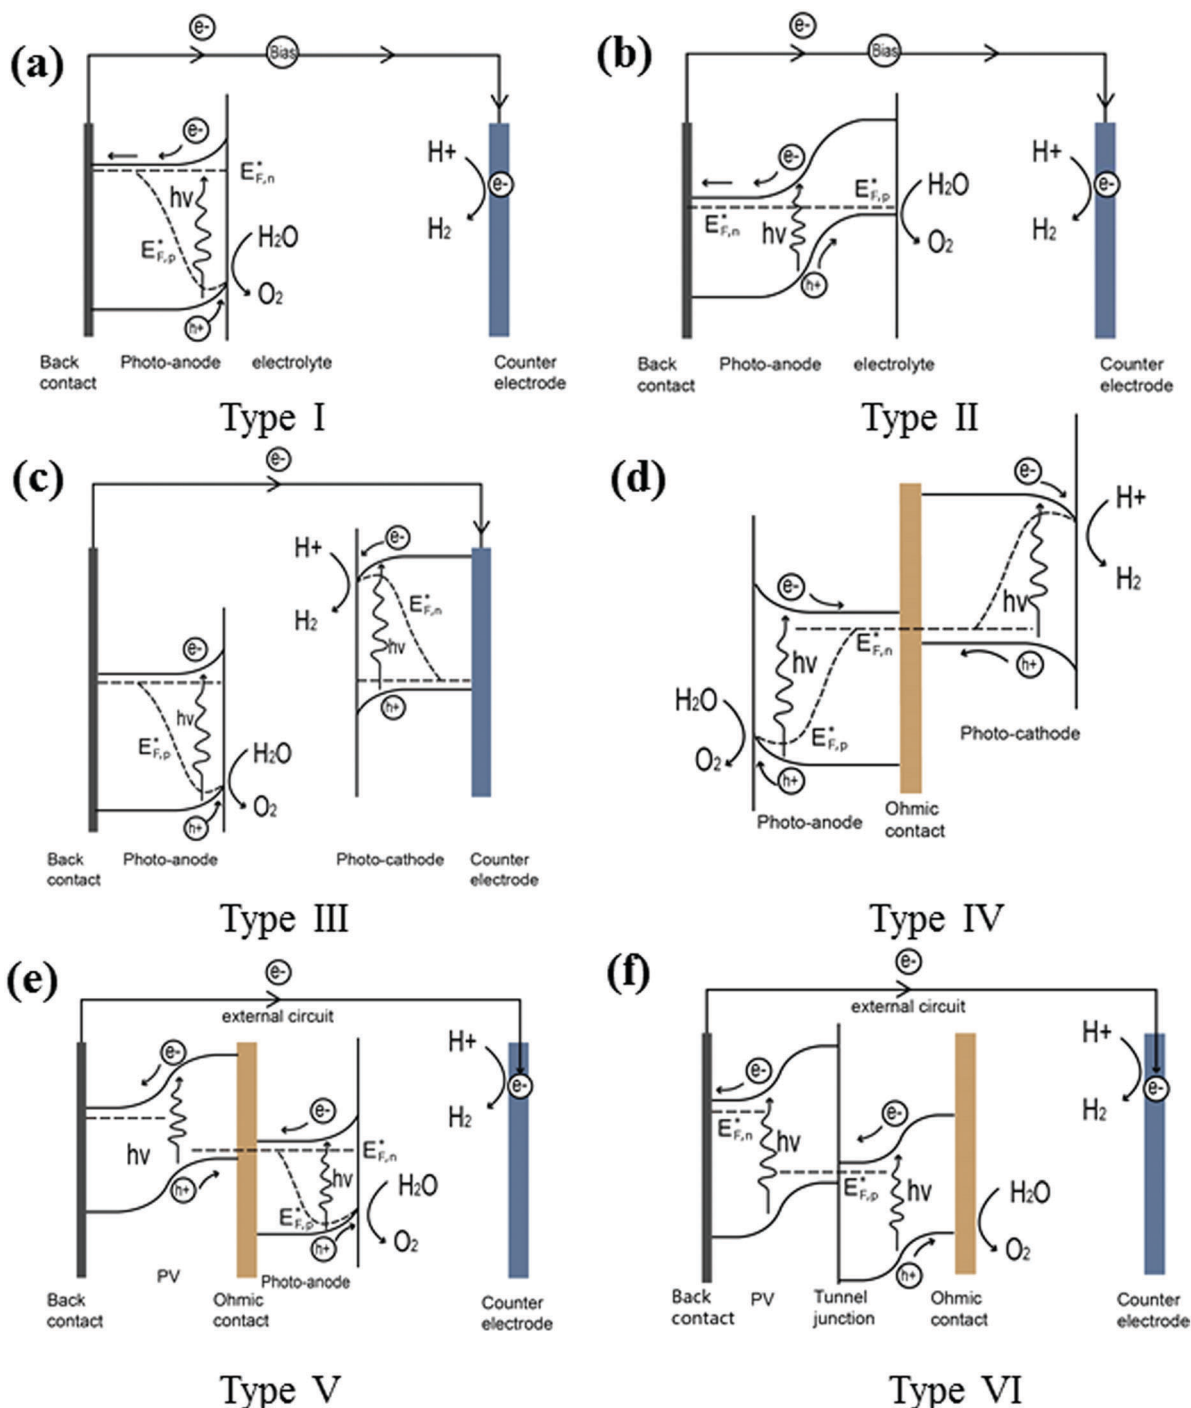 (a)
e-
Bias
e-
E*F,n
hv
E*F,p
H2O
O2
h+
H+
e-
H2
Back contact
Photo-anode
electrolyte
Counter electrode
Type I
(b)
e-
Bias
e-
E*F,p
E*F,n
hv
h+
H2O
O2
H+
e-
H2
Back contact
Photo-anode
electrolyte
Counter electrode
Type II
(c)
e-
e-
hv
E*F,p
h+
H2O
O2
H+
H2
e-
E*F,n
hv
h+
Back contact
Photo-anode
Photo-cathode
Counter electrode
Type III
(d)
e-
H+
H2
hv
h+
e-
E*F,n
hv
E*F,p
h+
H2O
O2
Photo-cathode
Photo-anode
Ohmic contact
Type IV
(e)
e-
external circuit
e-
hv
h+
e-
E*F,n
hv
E*F,p
h+
H2O
O2
H+
e-
H2
PV
Photo-anode
Back contact
Ohmic contact
Counter electrode
Type V
(f)
e-
external circuit
e-
E*F,n
hv
e-
E*F,p
hv
h+
H2O
O2
H+
e-
H2
Back contact
PV
Tunnel junction
Ohmic contact
Counter electrode
Type VI